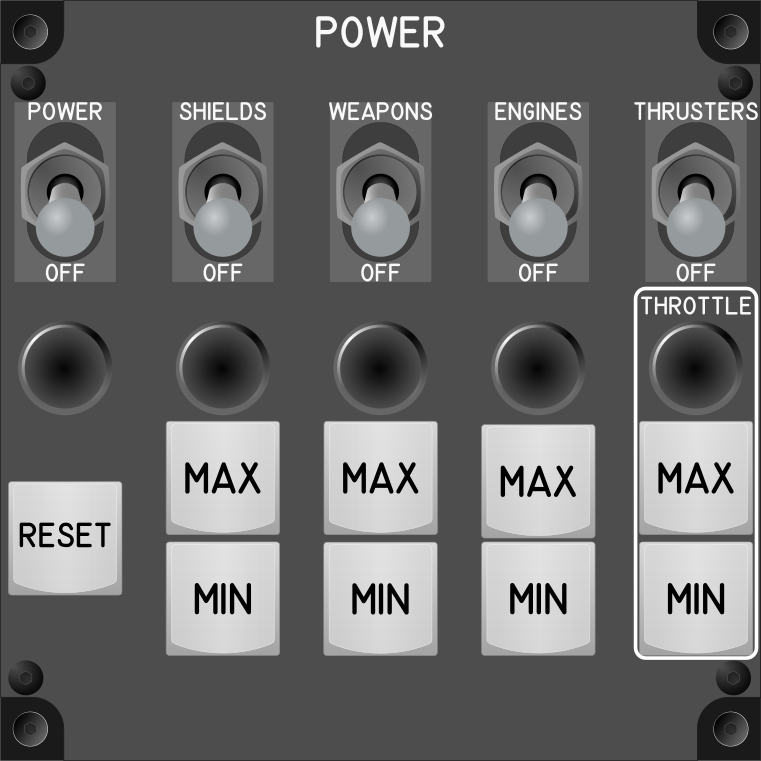 POWER
POWER SHIELDS WEAPONS ENGINES THRUSTERS
OFF OFF OFF OFF OFF
THROTTLE
MAX MAX MAX MAX
RESET
MIN MIN MIN MIN